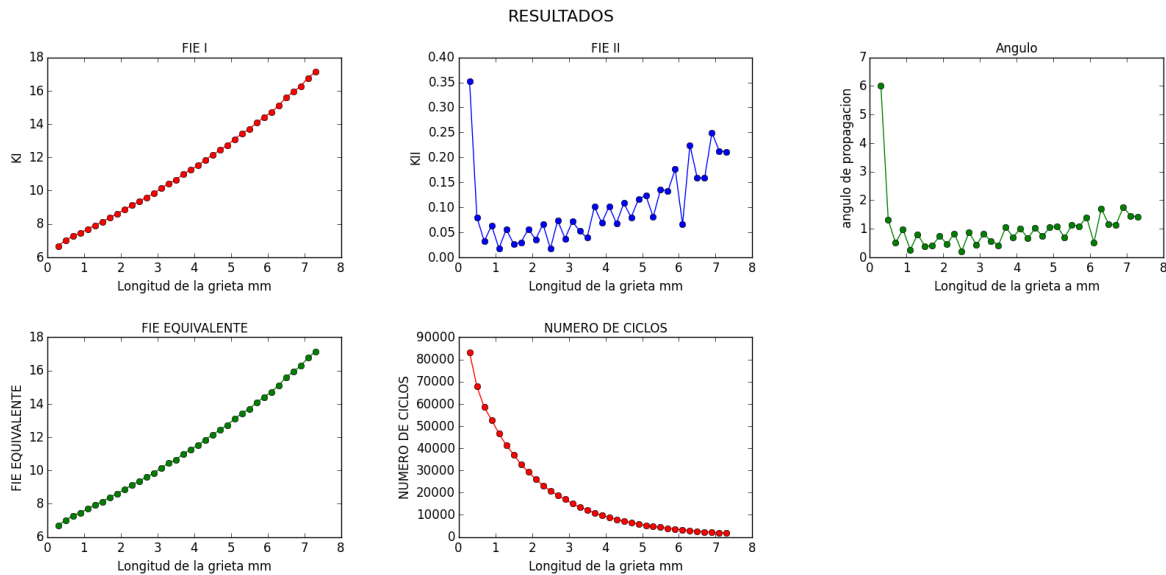 RESULTADOS
FIE I
KI
18
16
14
12
10
8
6
0 1 2 3 4 5 6 7 8
Longitud de la grieta mm
FIE II
KII
0.40
0.35
0.30
0.25
0.20
0.15
0.10
0.05
0.00
0 1 2 3 4 5 6 7 8
Longitud de la grieta mm
Angulo
angulo de propagacion
7
6
5
4
3
2
1
0
0 1 2 3 4 5 6 7 8
Longitud de la grieta a mm
FIE EQUIVALENTE
FIE EQUIVALENTE
18
16
14
12
10
8
6
0 1 2 3 4 5 6 7 8
Longitud de la grieta mm
NUMERO DE CICLOS
NUMERO DE CICLOS
90000
80000
70000
60000
50000
40000
30000
20000
10000
0
0 1 2 3 4 5 6 7 8
Longitud de la grieta mm